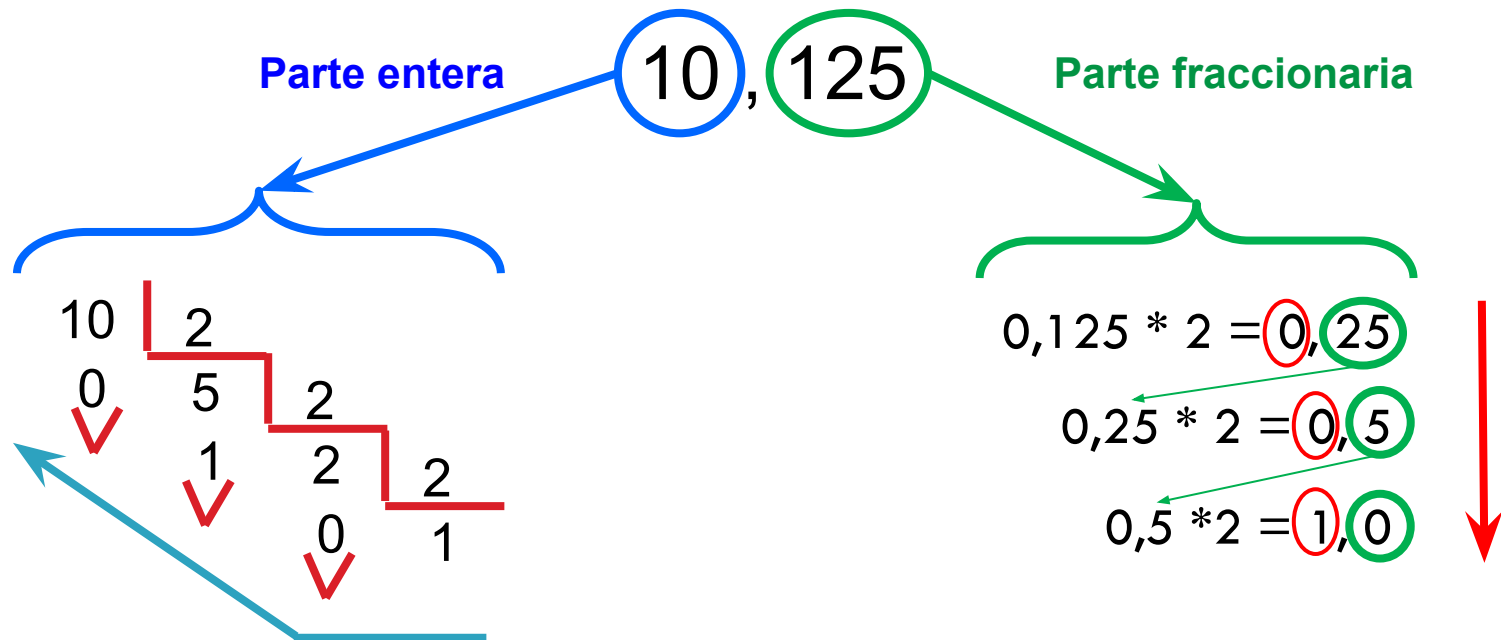 Parte entera
10,125
Parte fraccionaria
10 2
0 5 2
1 2 2
0 1
0,125 * 2 = 0,25
0,25 * 2 = 0,5
0,5 *2 = 1,0